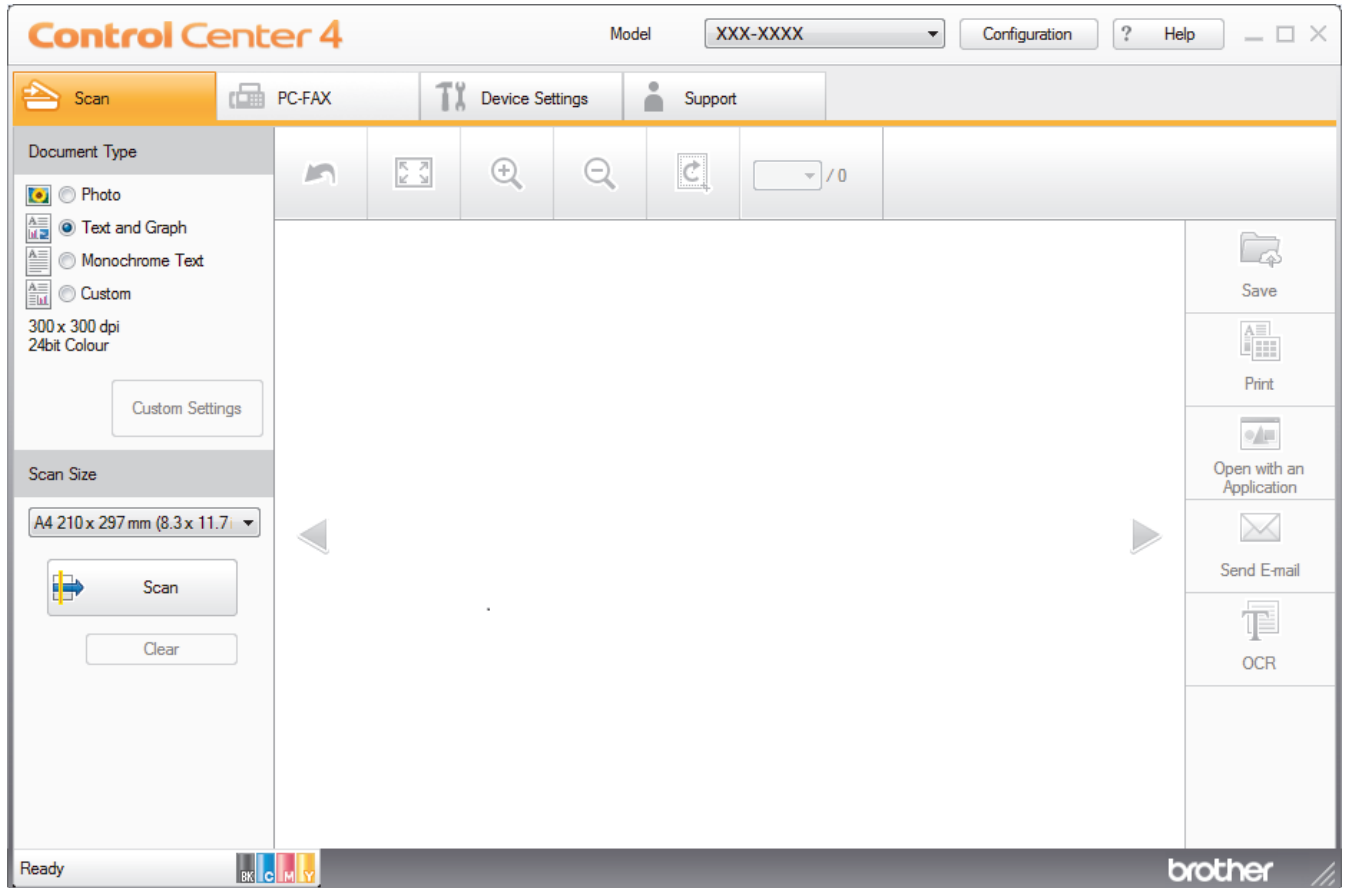 Control Center 4
Model
XXX-XXXX
Configuration
? Help
Scan
PC-FAX
Device Settings
Support
Document Type
Photo
Text and Graph
Monochrome Text
Custom
300 x 300 dpi
24bit Colour
Custom Settings
Scan Size
A4 210 x 297 mm (8.3 x 11.7
Scan
Clear
/ 0
Save
Print
Open with an
Application
Send E-mail
OCR
Ready
BK C M Y
brother